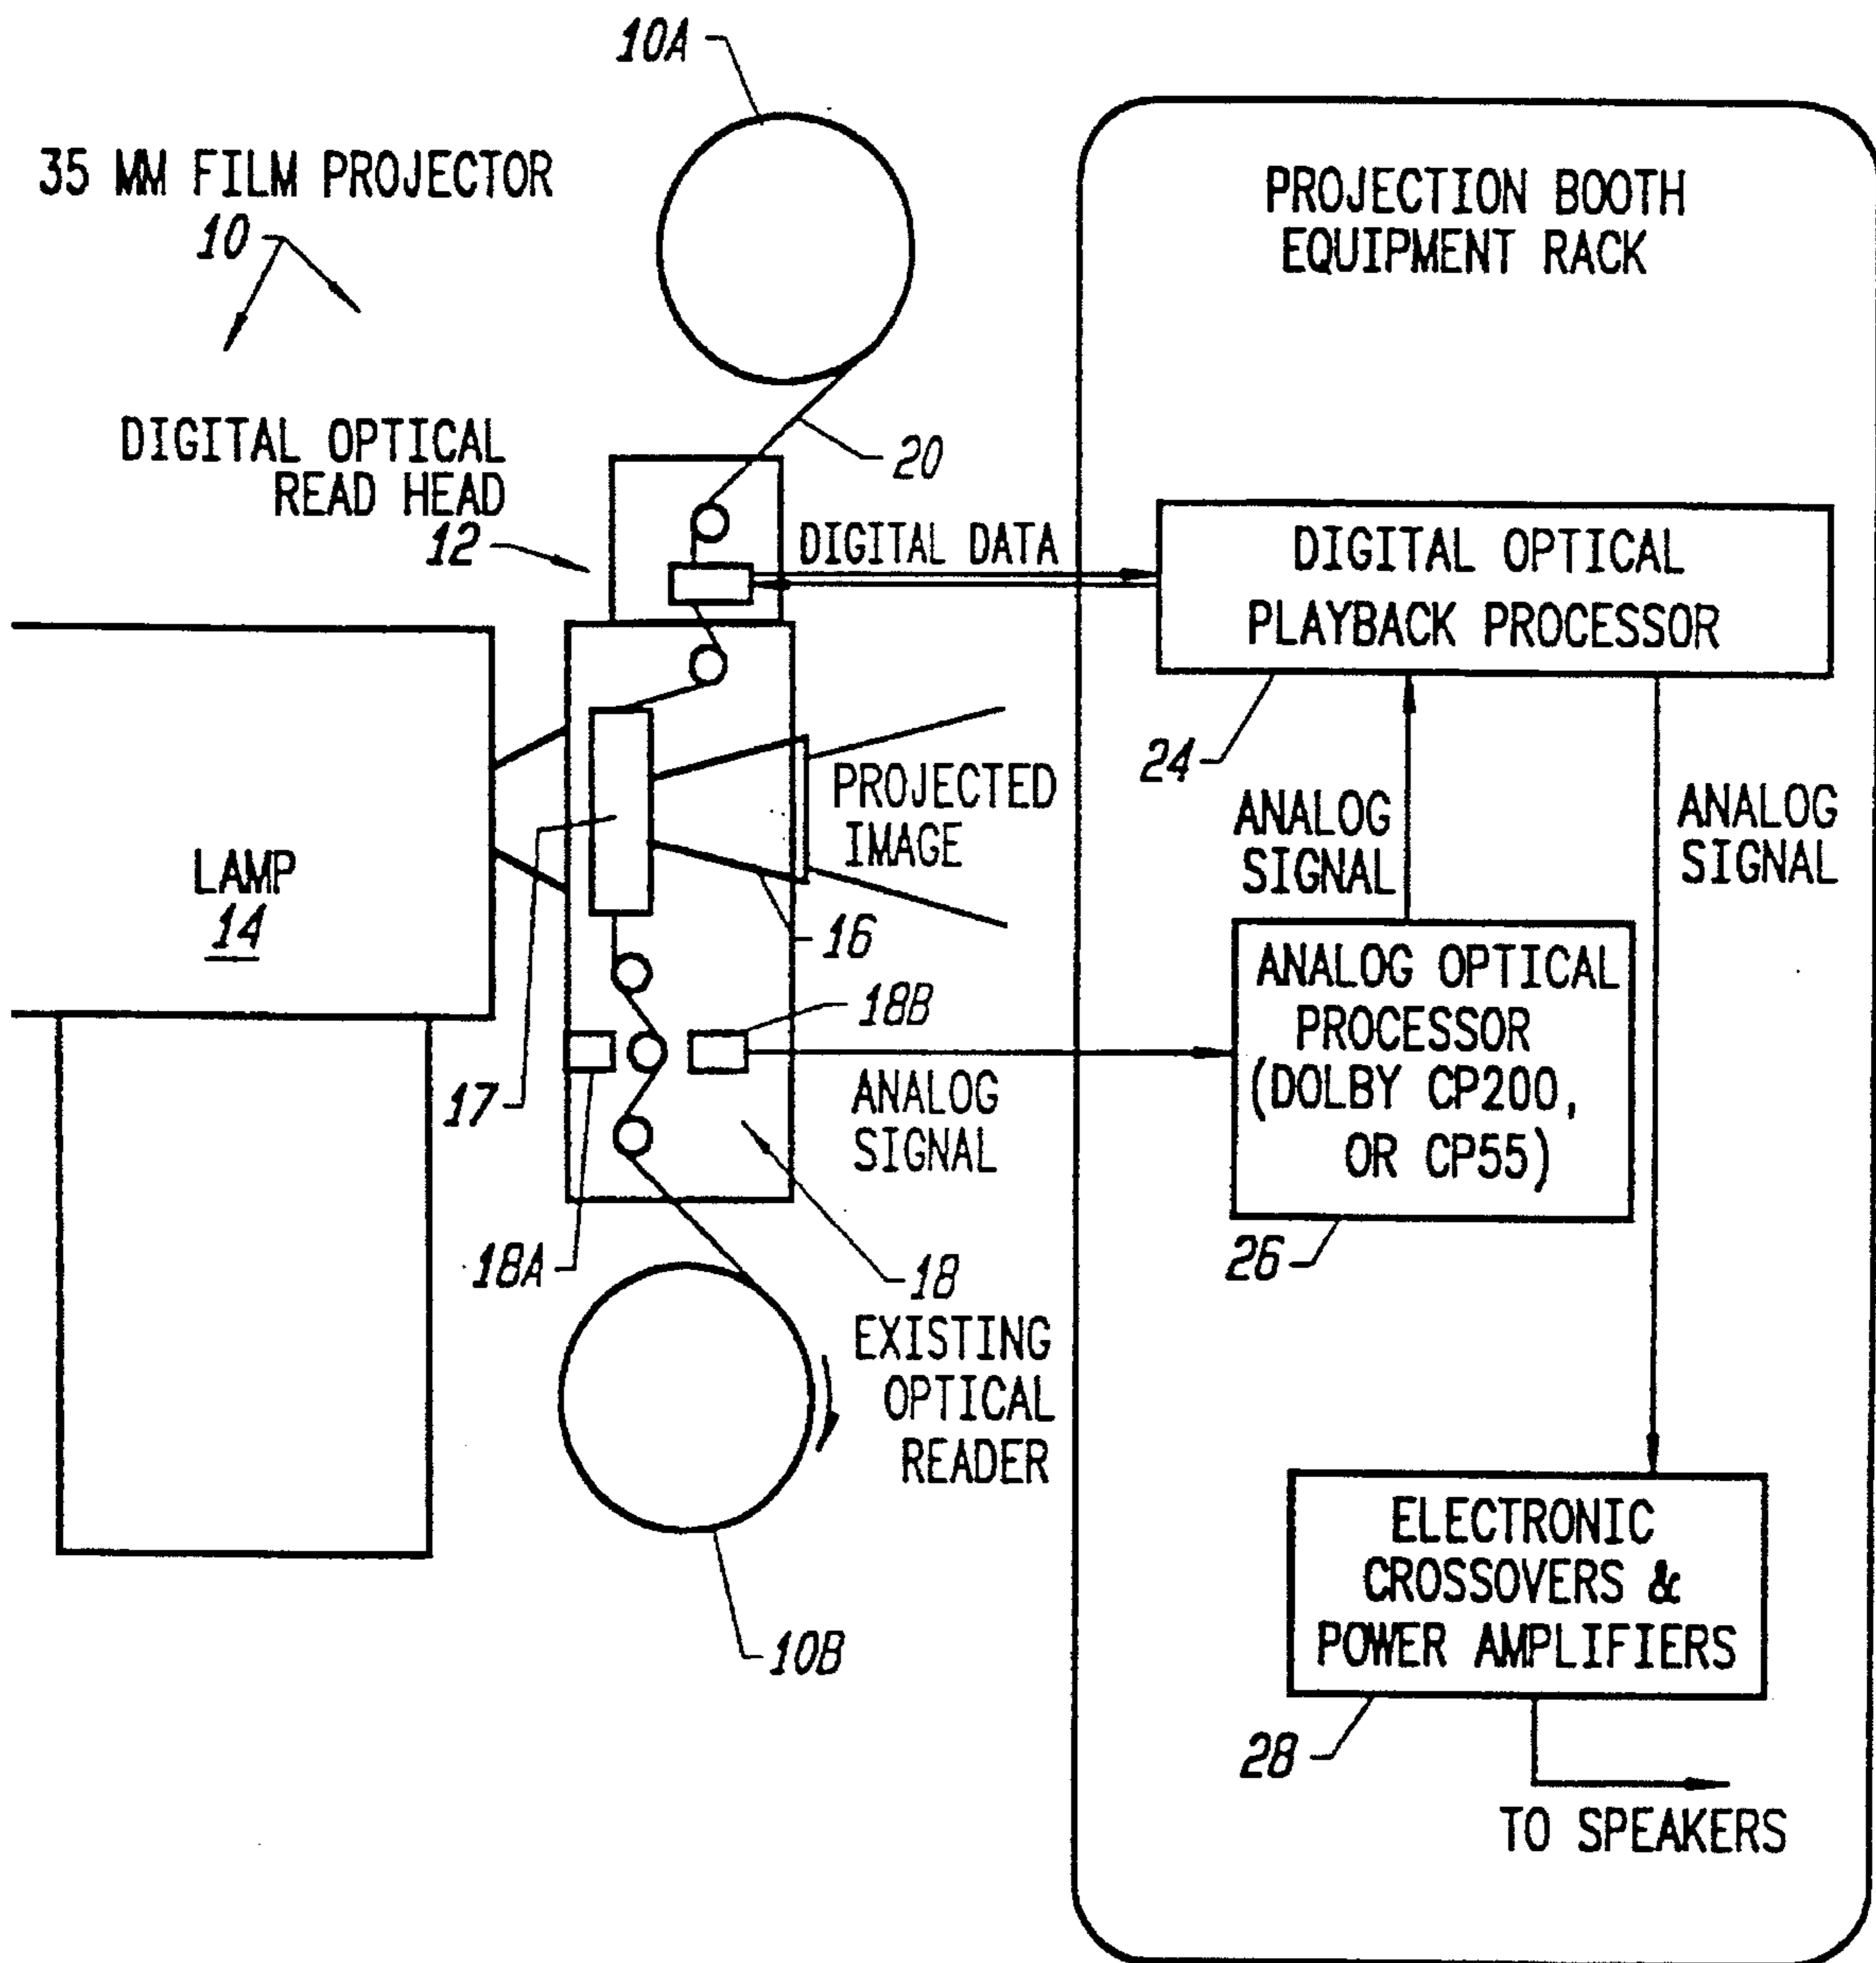 10A
35 MM FILM PROJECTOR
10
DIGITAL OPTICAL
READ HEAD
12
20
DIGITAL DATA
LAMP
14
17
PROJECTED
IMAGE
16
18B
ANALOG
SIGNAL
18A
18
EXISTING
OPTICAL
READER
10B
PROJECTION BOOTH
EQUIPMENT RACK
DIGITAL OPTICAL
PLAYBACK PROCESSOR
24
ANALOG
SIGNAL
ANALOG
SIGNAL
ANALOG OPTICAL
PROCESSOR
(DOLBY CP200,
OR CP55)
26
ELECTRONIC
CROSSOVERS &
POWER AMPLIFIERS
28
TO SPEAKERS